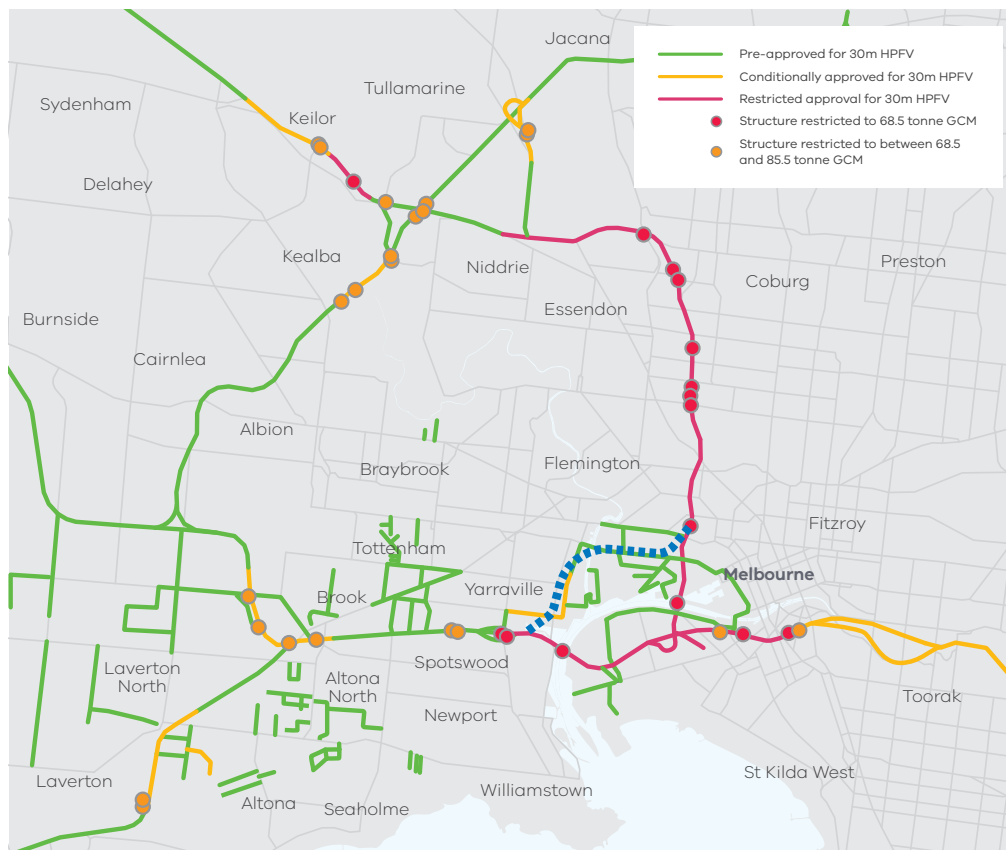 Jacana
Pre-approved for 30m HPFV
Conditionally approved for 30m HPFV
Restricted approval for 30m HPFV
Structure restricted to 68.5 tonne GCM
Structure restricted to between 68.5
and 85.5 tonne GCM
Tullamarine
Sydenham
Keilor
Delahey
Kealba
Niddrie
Preston
Coburg
Essendon
Burnside
Cairnlea
Albion
Braybrook
Flemington
Fitzroy
Tottenham
Melbourne
Yarraville
Brook
Spotswood
Laverton
North
Altona
North
Toorak
Newport
St Kilda West
Laverton
Williamstown
Altona
Seaholme